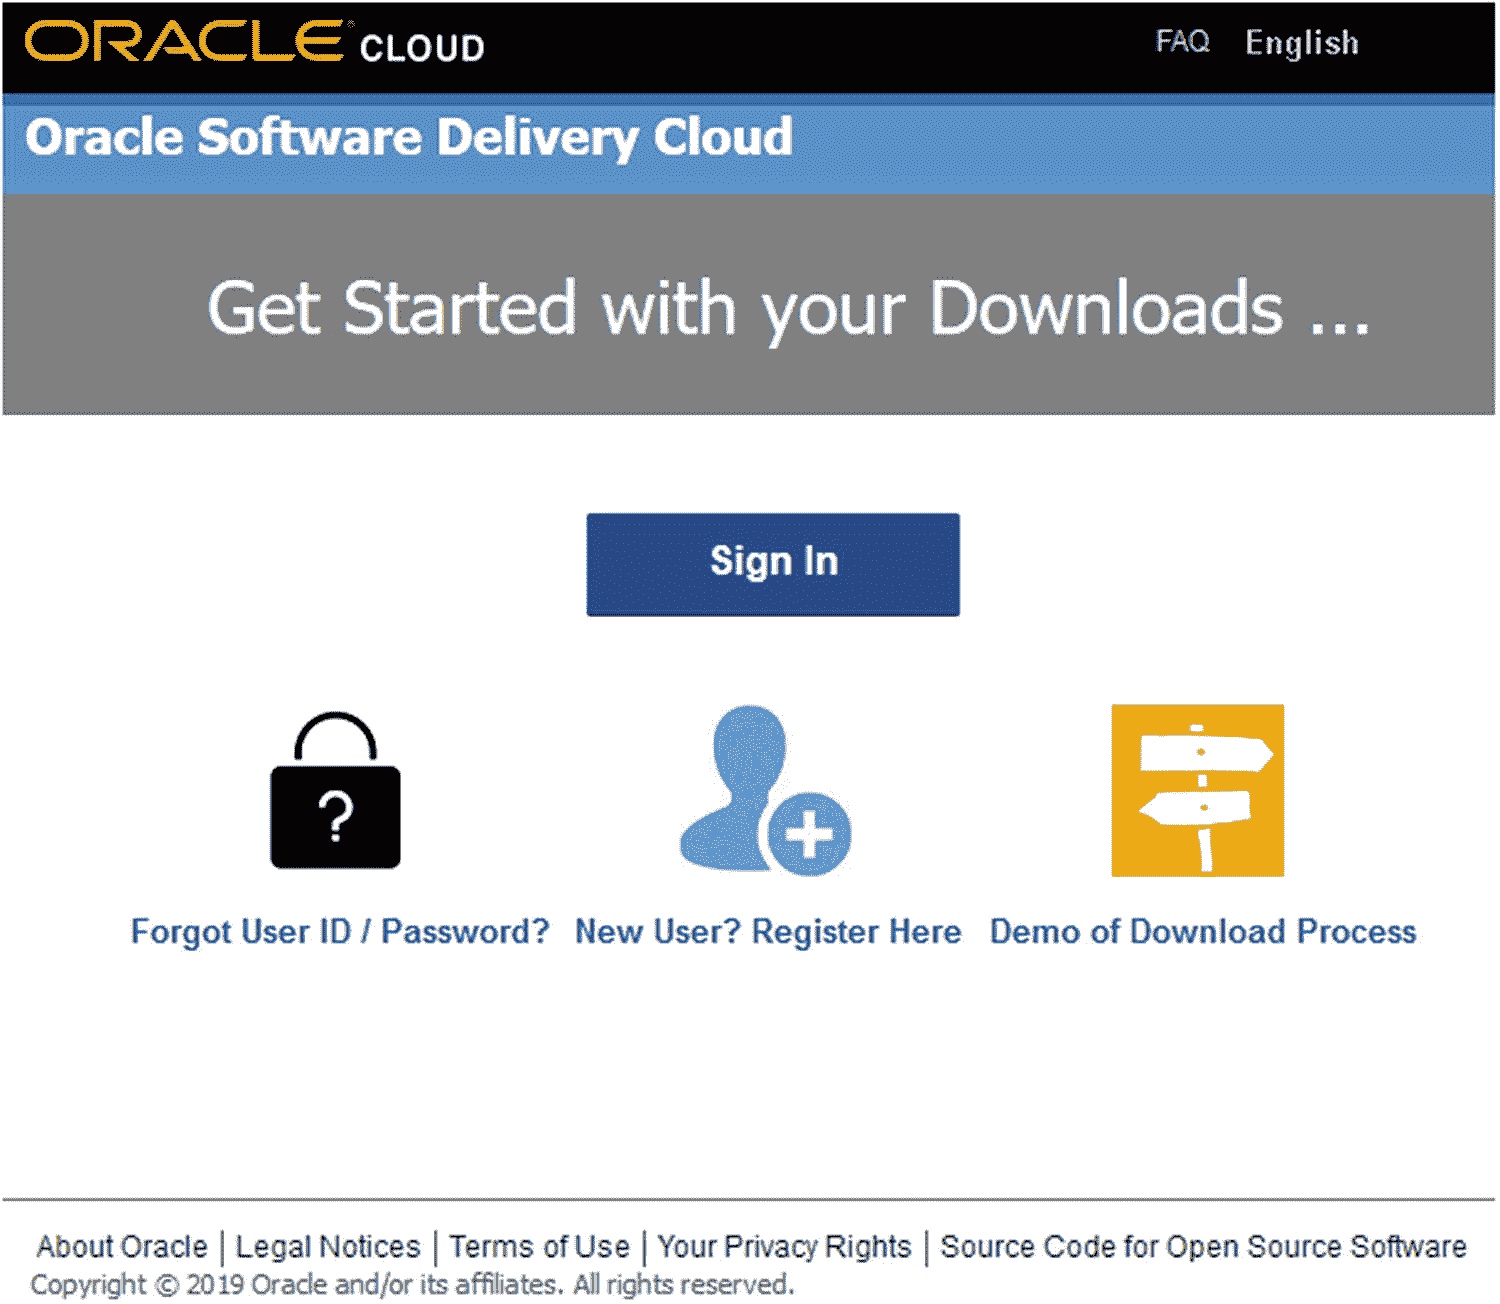 ORACLE® CLOUD FAQ English
Oracle Software Delivery Cloud
Get Started with your Downloads ...
Sign In
?
Forgot User ID / Password? New User? Register Here Demo of Download Process
About Oracle | Legal Notices | Terms of Use | Your Privacy Rights | Source Code for Open Source Software
Copyright © 2019 Oracle and/or its affiliates. All rights reserved.